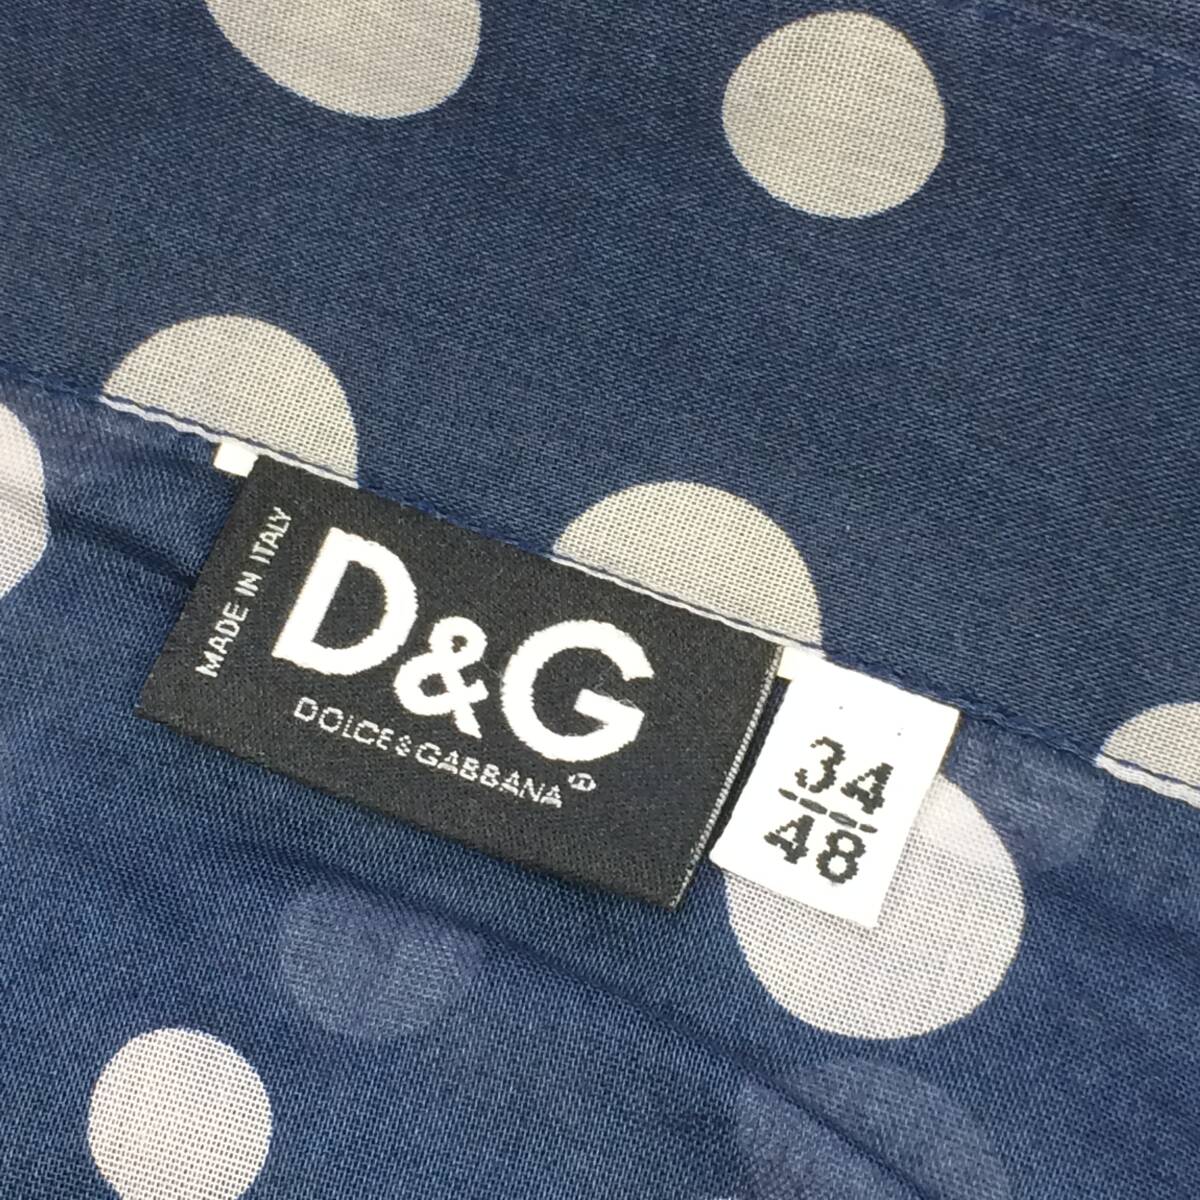 MADE IN ITALY
D&G
DOLCE & GABBANA
34
48